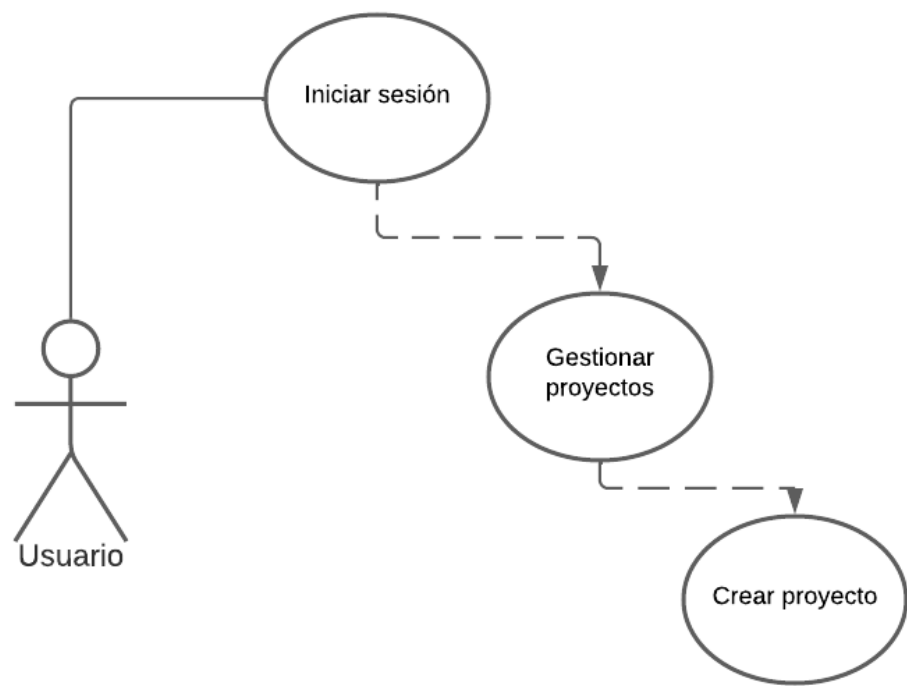 Iniciar sesión
Gestionar
proyectos
Usuario
Crear proyecto